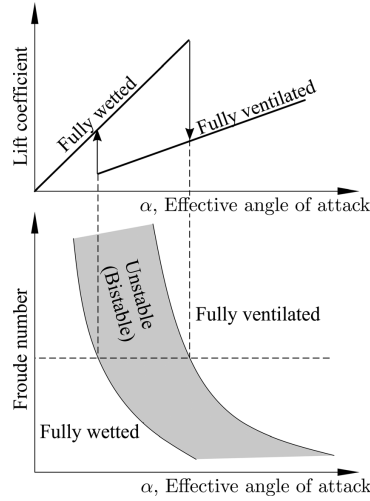 Lift coefficient
Fully wetted
Fully ventilated
α, Effective angle of attack
Froude number
Unstable
(Bistable)
Fully ventilated
Fully wetted
α, Effective angle of attack